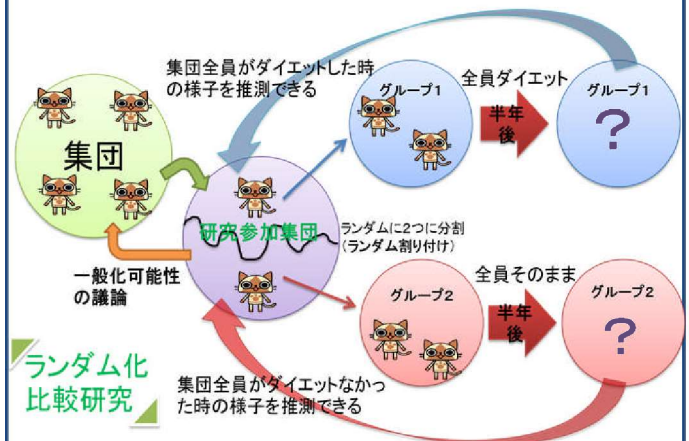 集団全員がダイエットした時
の様子を推測できる
グループ1
全員ダイエット
グループ1
半年
後
?
集団
研究参加集団
ランダムに2つに分割
(ランダム割り付け)
一般化可能性
の議論
グループ2
全員そのまま
グループ2
半年
後
?
ランダム化
比較研究
集団全員がダイエットなかっ
た時の様子を推測できる